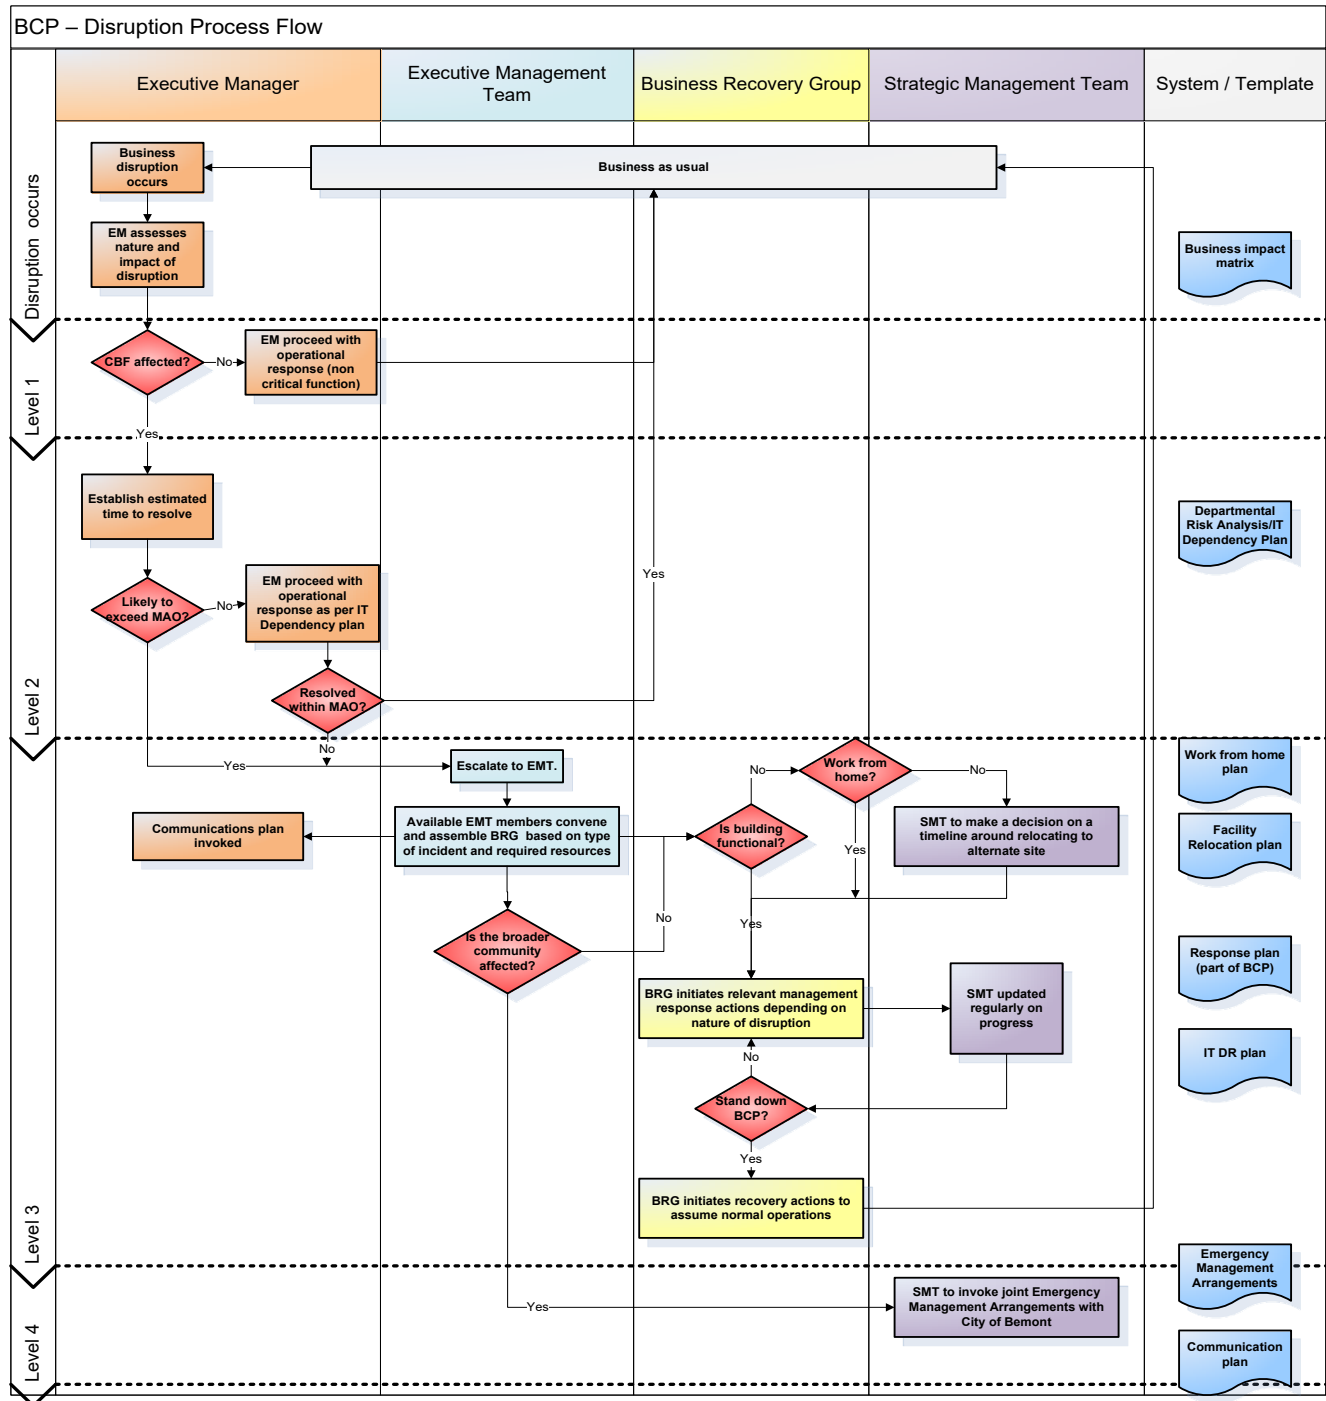 BCP – Disruption Process Flow
Executive Manager
Executive Management
Team
Business Recovery Group
Strategic Management Team
System / Template
Disruption occurs
Business
disruption
occurs
Business as usual
EM assesses
nature and
impact of
disruption
Business impact
matrix
Level 1
CBF affected?
No
EM proceed with
operational
response (non
critical function)
Yes
Level 2
Establish estimated
time to resolve
Departmental
Risk Analysis/IT
Dependency Plan
Likely to
exceed MAO?
No
EM proceed with
operational
response as per IT
Dependency plan
Yes
Resolved
within MAO?
No
Yes
Level 3
Escalate to EMT.
No
Work from
home?
No
Work from home
plan
Communications plan
invoked
Available EMT members convene
and assemble BRG based on type
of incident and required resources
Is building
functional?
Yes
SMT to make a decision on a
timeline around relocating to
alternate site
Facility
Relocation plan
Is the broader
community
affected?
No
Yes
Response plan
(part of BCP)
BRG initiates relevant management
response actions depending on
nature of disruption
SMT updated
regularly on
progress
No
IT DR plan
Stand down
BCP?
Yes
BRG initiates recovery actions to
assume normal operations
Emergency
Management
Arrangements
Level 4
Yes
SMT to invoke joint Emergency
Management Arrangements with
City of Bemont
Communication
plan